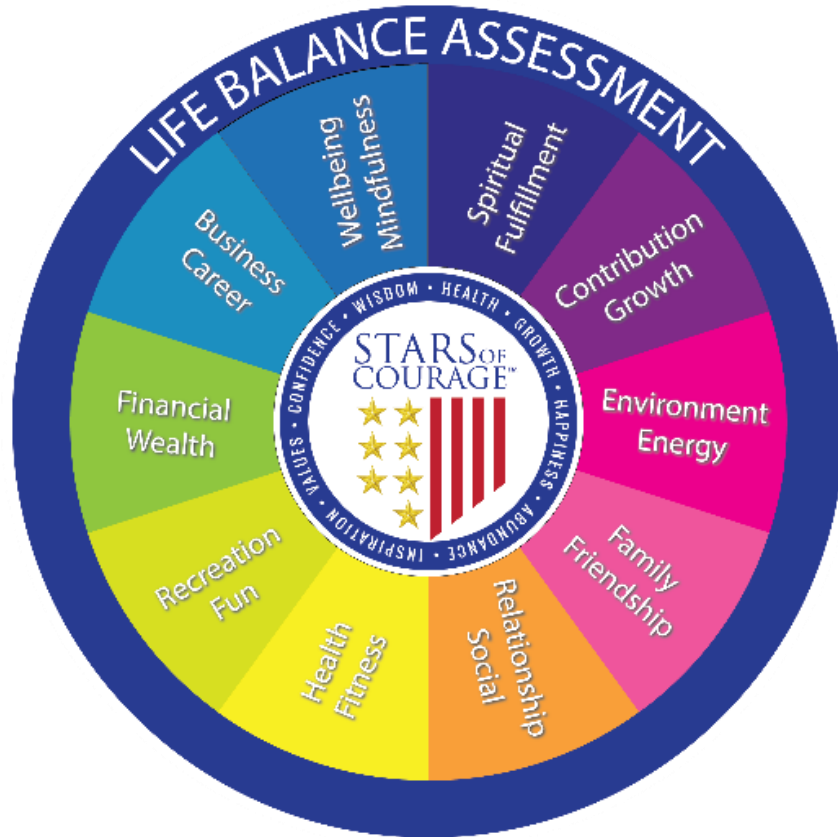 LIFE BALANCE ASSESSMENT
Spiritual
Fulfillment
Contribution
Growth
Environment
Energy
Family
Friendship
Relationship
Social
Health
Fitness
Recreation
Fun
Financial
Wealth
Business
Career
Wellbeing
Mindfulness
• WISDOM • HEALTH • GROWTH • HAPPINESS • ABUNDANCE • INSPIRATION • VALUES • CONFIDENCE
STARS OF
COURAGE™